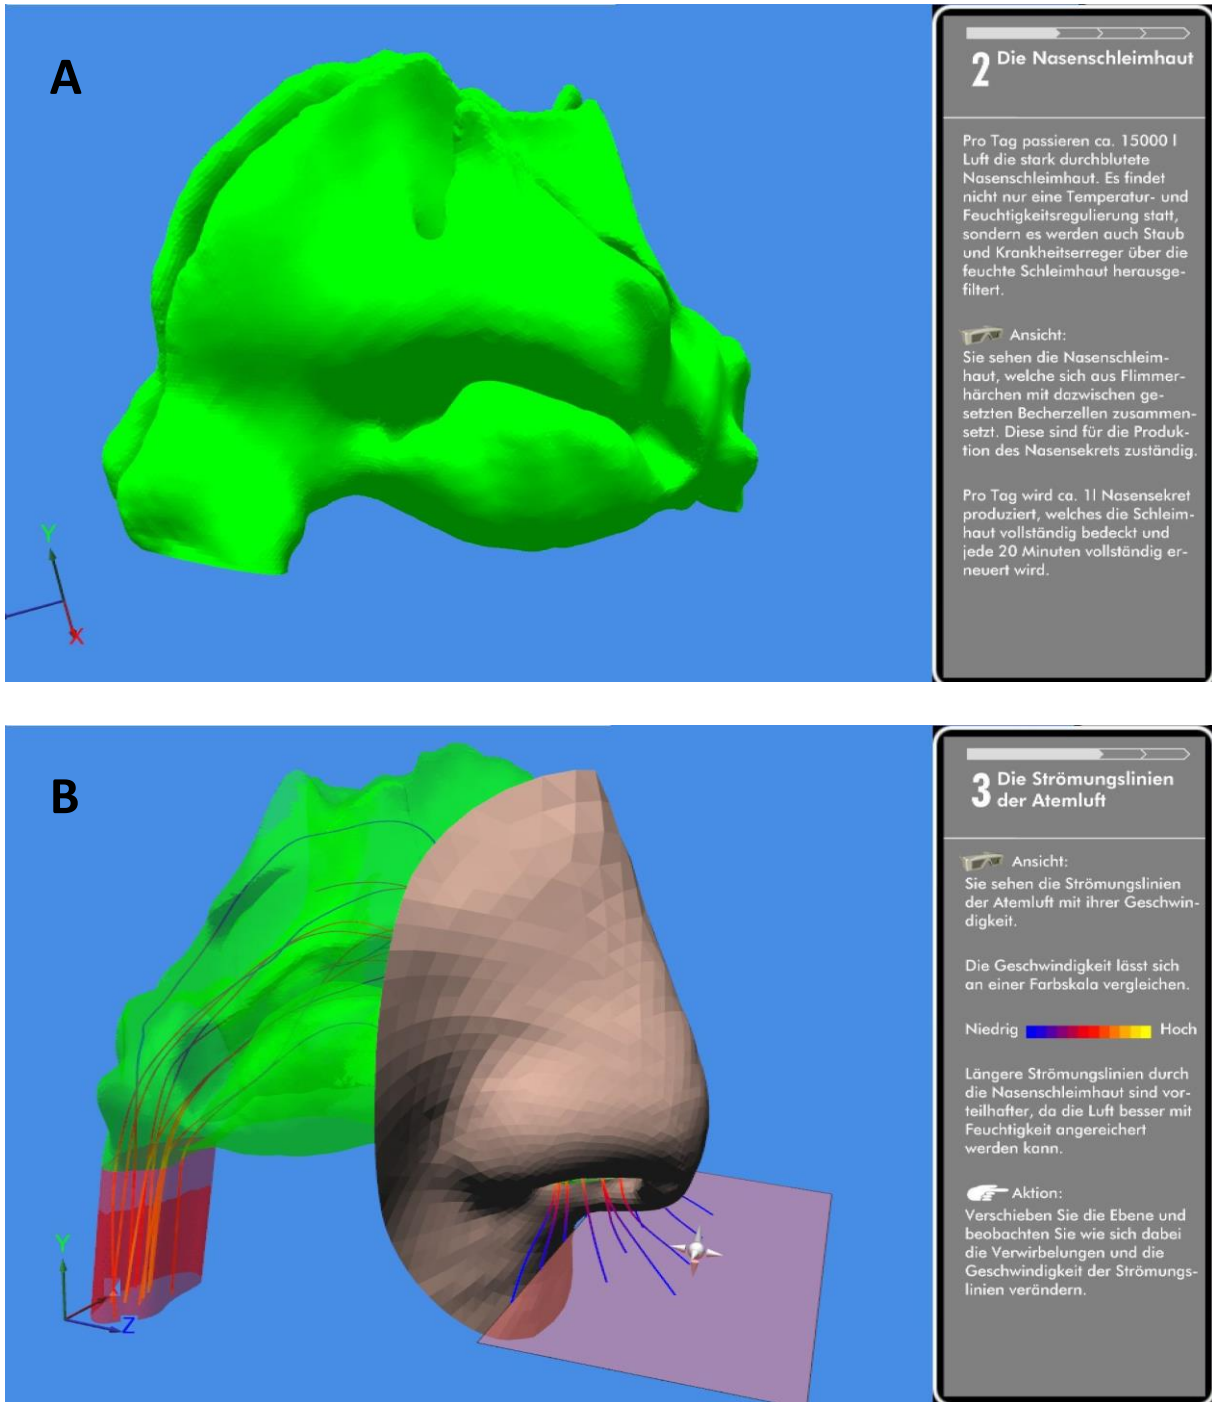 A
2 Die Nasenschleimhaut
Pro Tag passieren ca. 15000 l
Luft die stark durchblutete
Nasenschleimhaut. Es findet
nicht nur eine Temperatur- und
Feuchtigkeitsregulierung statt,
sondern es werden auch Staub
und Krankheitserreger über die
feuchte Schleimhaut herausge-
filtert.
Ansicht:
Sie sehen die Nasenschleim-
haut, welche sich aus Flimmer-
härchen mit dazwischen ge-
setzten Becherzellen zusammen-
setzt. Diese sind für die Produk-
tion des Nasensekrets zuständig.
Pro Tag wird ca. 1l Nasensekret
produziert, welches die Schleim-
haut vollständig bedeckt und
jede 20 Minuten vollständig er-
neuert wird.
Y
X
B
3 Die Strömungslinien
der Atemluft
Ansicht:
Sie sehen die Strömungslinien
der Atemluft mit ihrer Geschwin-
digkeit.
Die Geschwindigkeit lässt sich
an einer Farbskala vergleichen.
Niedrig Hoch
Längere Strömungslinien durch
die Nasenschleimhaut sind vor-
teilhafter, da die Luft besser mit
Feuchtigkeit angereichert
werden kann.
Aktion:
Verschieben Sie die Ebene und
beobachten Sie wie sich dabei
die Verwirbelungen und die
Geschwindigkeit der Strömungs-
linien verändern.
Y
Z